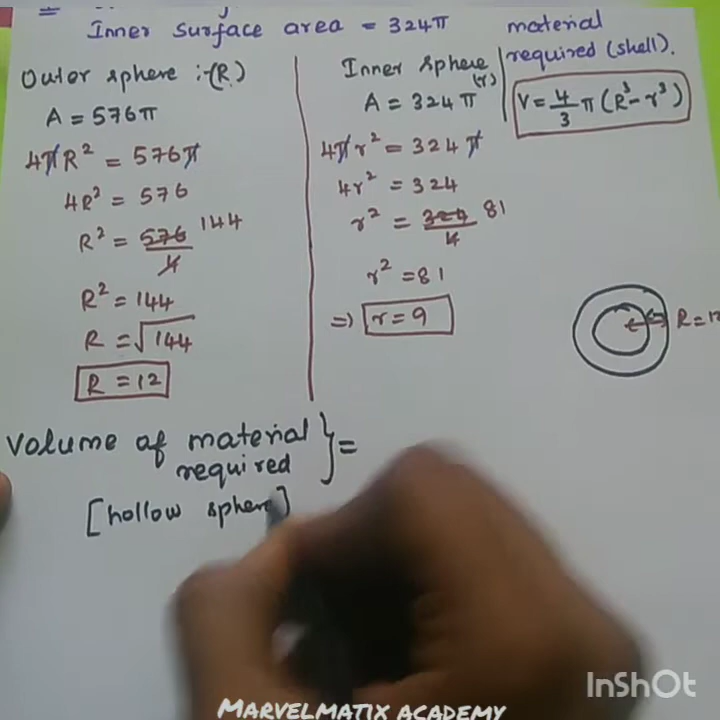 Inner surface area = 324π
material
required (shell).
V = 4/3 π (R³ - r³)
Outer sphere :-(R)
A = 576π
4πR² = 576π
4R² = 576
R² = 576/4 144
R² = 144
R = √144
R = 12
Inner sphere (r)
A = 324π
4πr² = 324π
4r² = 324
r² = 324/4 81
r² = 81
=> r = 9
Volume of material } =
required
[hollow sphere]
InShOt
MARVELMATIX ACADEMY